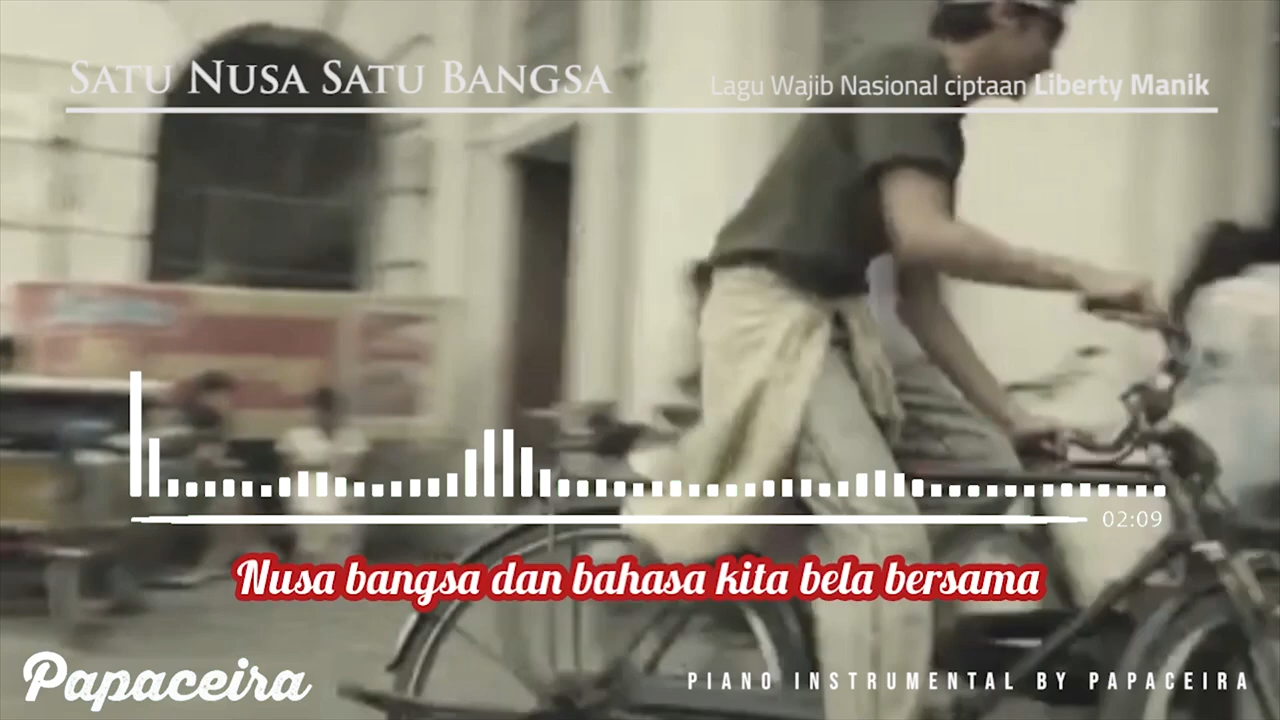 Satu Nusa Satu Bangsa
Lagu Wajib Nasional ciptaan Liberty Manik
02:09
Nusa bangsa dan bahasa kita bela bersama
Papaceira
PIANO INSTRUMENTAL BY PAPACEIRA